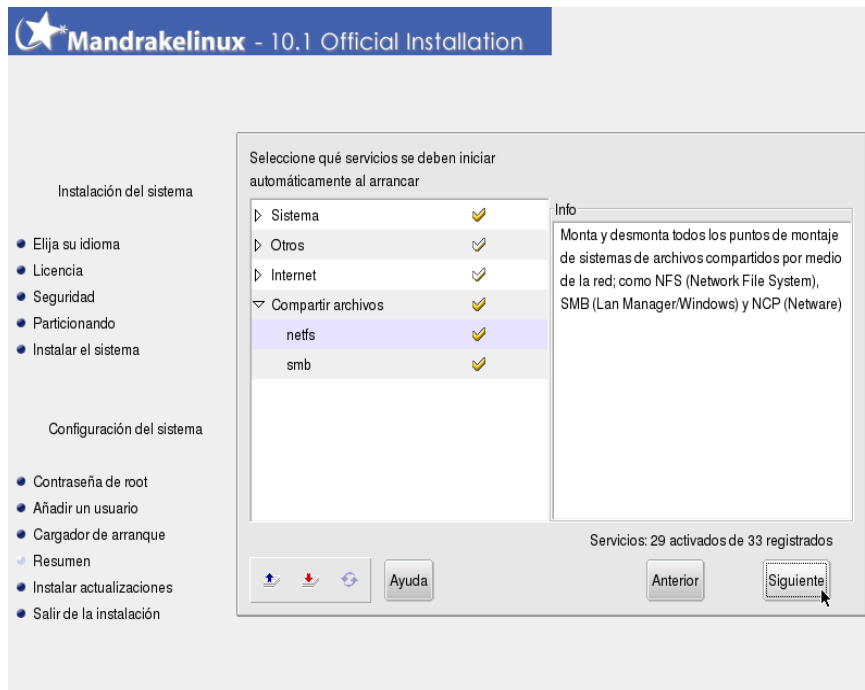 Mandrakelinux - 10.1 Official Installation
Instalación del sistema
Elija su idioma
Licencia
Seguridad
Particionando
Instalar el sistema
Configuración del sistema
Contraseña de root
Añadir un usuario
Cargador de arranque
Resumen
Instalar actualizaciones
Salir de la instalación
Seleccione qué servicios se deben iniciar
automáticamente al arrancar
Sistema
Otros
Internet
Compartir archivos
netfs
smb
Info
Monta y desmonta todos los puntos de montaje
de sistemas de archivos compartidos por medio
de la red; como NFS (Network File System),
SMB (Lan Manager/Windows) y NCP (Netware)
Servicios: 29 activados de 33 registrados
Ayuda
Anterior
Siguiente